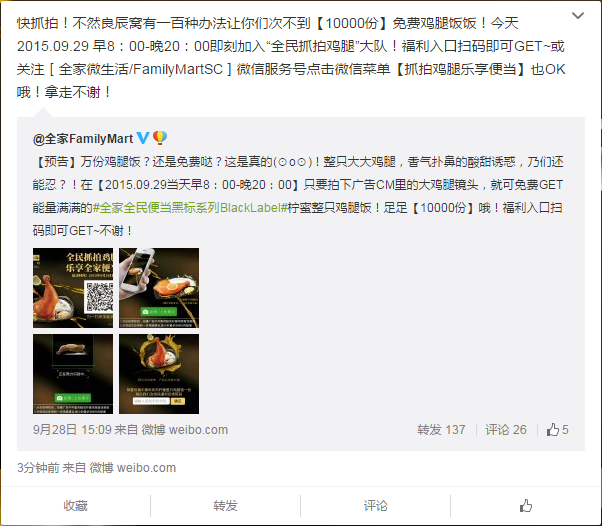 快抓拍！不然良辰窝有一百种办法让你们次不到【10000份】免费鸡腿饭饭！今天
2015.09.29 早8：00-晚20：00即刻加入“全民抓拍鸡腿”大队！福利入口扫码即可GET~或
关注［全家微生活/FamilyMartSC］微信服务号点击微信菜单【抓拍鸡腿乐享便当】也OK
哦！拿走不谢！
@全家FamilyMart
【预告】万份鸡腿饭？还是免费哒？这是真的(⊙o⊙)！整只大大鸡腿，香气扑鼻的酸甜诱惑，乃们还
能忍？！在【2015.09.29当天早8：00-晚20：00】只要拍下广告CM里的大鸡腿镜头，就可免费GET
能量满满的#全家全民便当黑标系列BlackLabel#柠蜜整只鸡腿饭！足足【10000份】哦！福利入口扫
码即可GET~不谢！
全民抓拍鸡
乐享全家便
9月28日 15:09 来自 微博 weibo.com
转发 137
评论 26
5
3分钟前 来自 微博 weibo.com
收藏
转发
评论